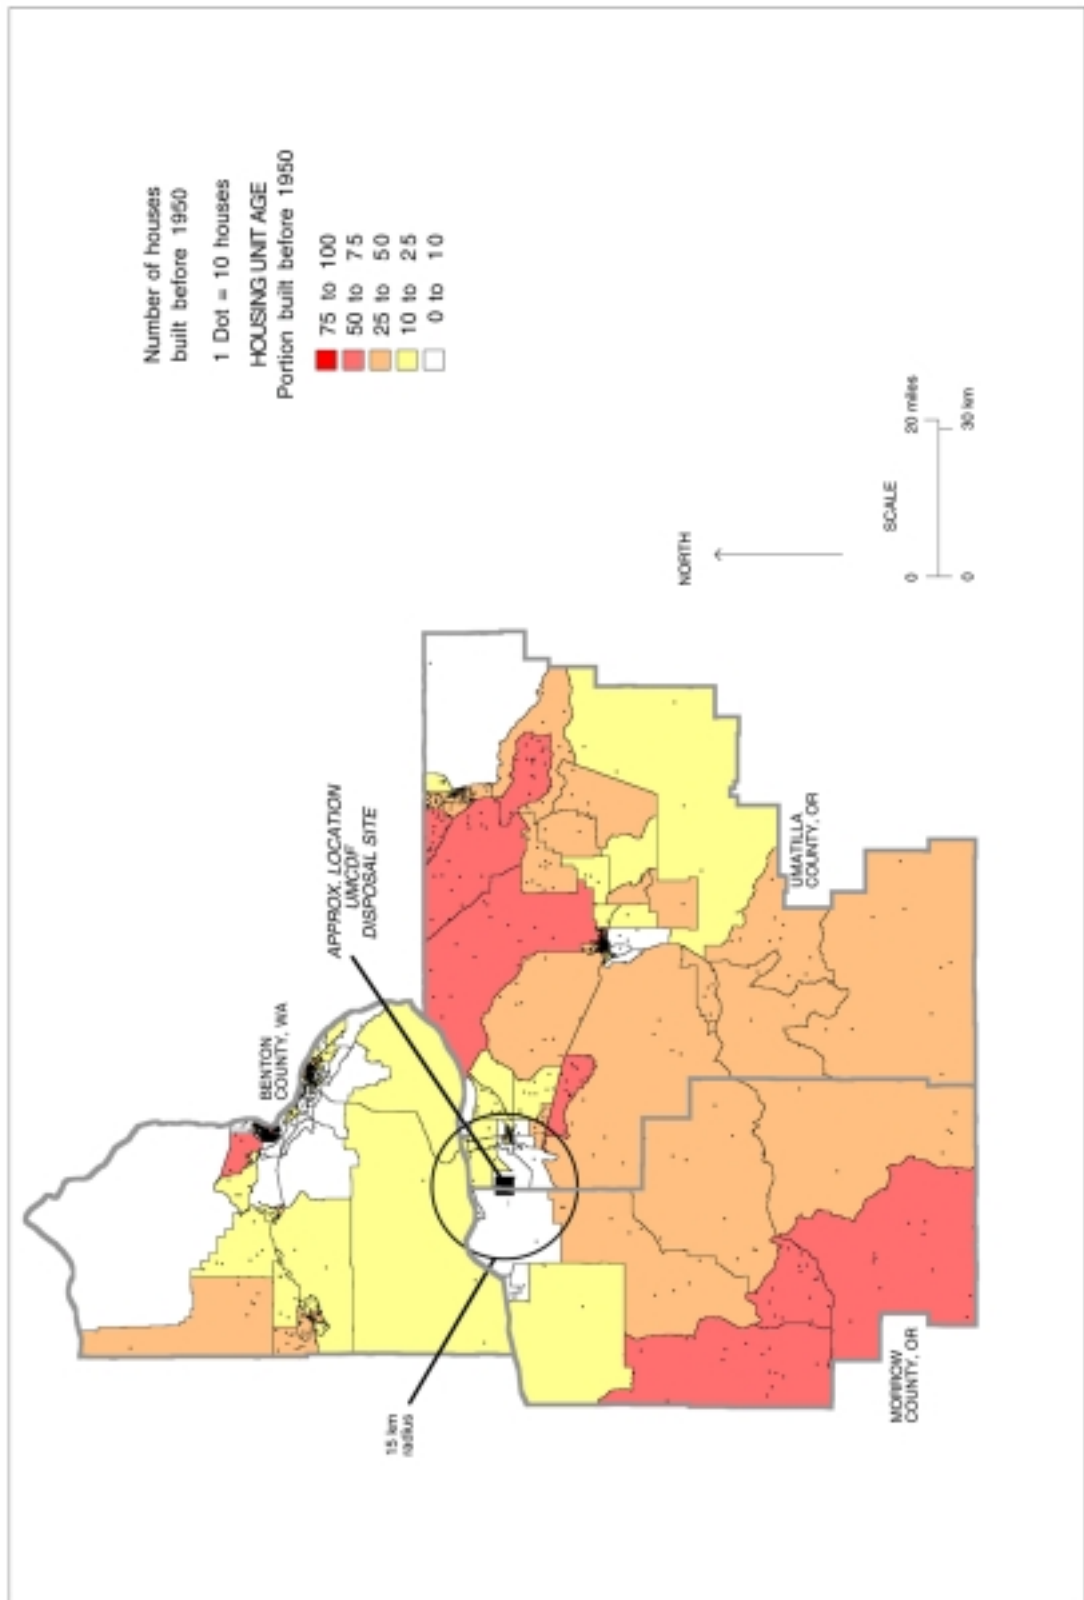 Number of houses
built before 1950
1 Dot = 10 houses
HOUSING UNIT AGE
Portion built before 1950
75 to 100
50 to 75
25 to 50
10 to 25
0 to 10
APPROX. LOCATION
UMCDF
DISPOSAL SITE
BENTON
COUNTY, WA
15 km
radius
UMATILLA
COUNTY, OR
MORROW
COUNTY, OR
NORTH
SCALE
0 20 miles
0 30 km